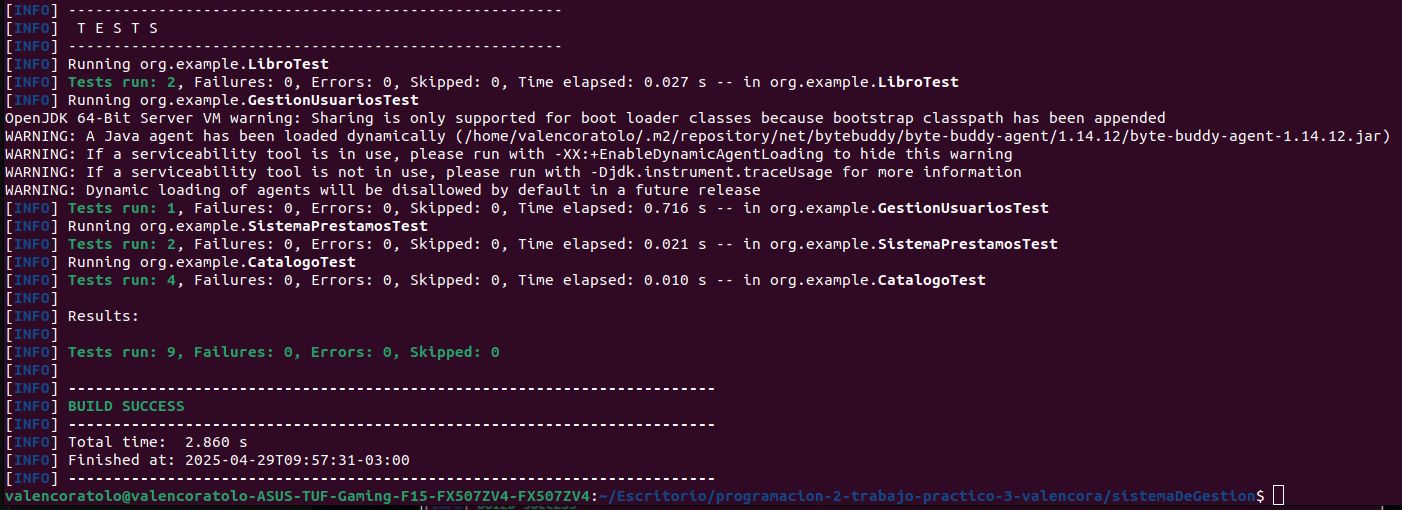 [INFO] -------------------------------------------------------
[INFO]  T E S T S
[INFO] -------------------------------------------------------
[INFO] Running org.example.LibroTest
[INFO] Tests run: 2, Failures: 0, Errors: 0, Skipped: 0, Time elapsed: 0.027 s -- in org.example.LibroTest
[INFO] Running org.example.GestionUsuariosTest
OpenJDK 64-Bit Server VM warning: Sharing is only supported for boot loader classes because bootstrap classpath has been appended
WARNING: A Java agent has been loaded dynamically (/home/valencoratolo/.m2/repository/net/bytebuddy/byte-buddy-agent/1.14.12/byte-buddy-agent-1.14.12.jar)
WARNING: If a serviceability tool is in use, please run with -XX:+EnableDynamicAgentLoading to hide this warning
WARNING: If a serviceability tool is not in use, please run with -Djdk.instrument.traceUsage for more information
WARNING: Dynamic loading of agents will be disallowed by default in a future release
[INFO] Tests run: 1, Failures: 0, Errors: 0, Skipped: 0, Time elapsed: 0.716 s -- in org.example.GestionUsuariosTest
[INFO] Running org.example.SistemaPrestamosTest
[INFO] Tests run: 2, Failures: 0, Errors: 0, Skipped: 0, Time elapsed: 0.021 s -- in org.example.SistemaPrestamosTest
[INFO] Running org.example.CatalogoTest
[INFO] Tests run: 4, Failures: 0, Errors: 0, Skipped: 0, Time elapsed: 0.010 s -- in org.example.CatalogoTest
[INFO]
[INFO] Results:
[INFO]
[INFO] Tests run: 9, Failures: 0, Errors: 0, Skipped: 0
[INFO]
[INFO] ------------------------------------------------------------------------
[INFO] BUILD SUCCESS
[INFO] ------------------------------------------------------------------------
[INFO] Total time:  2.860 s
[INFO] Finished at: 2025-04-29T09:57:31-03:00
[INFO] ------------------------------------------------------------------------
valencoratolo@valencoratolo-ASUS-TUF-Gaming-F15-FX507ZV4-FX507ZV4:~/Escritorio/programacion-2-trabajo-practico-3-valencora/sistemaDeGestion$